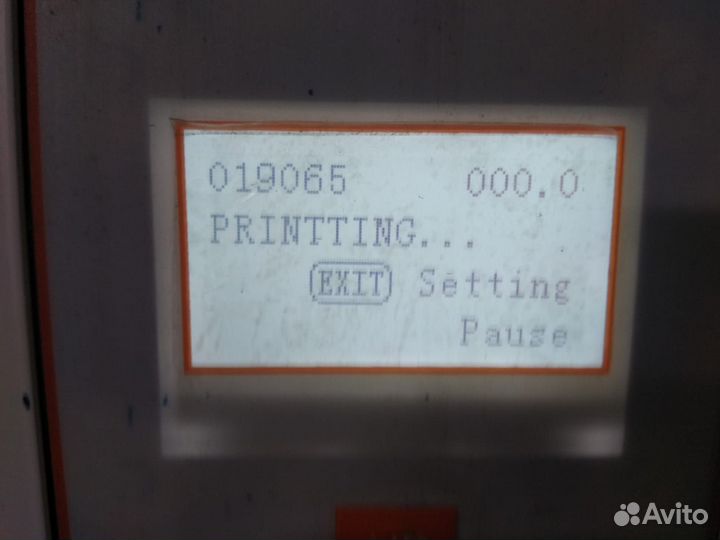 019065 000.0
PRINTTING...
EXIT Setting
Pause
Avito